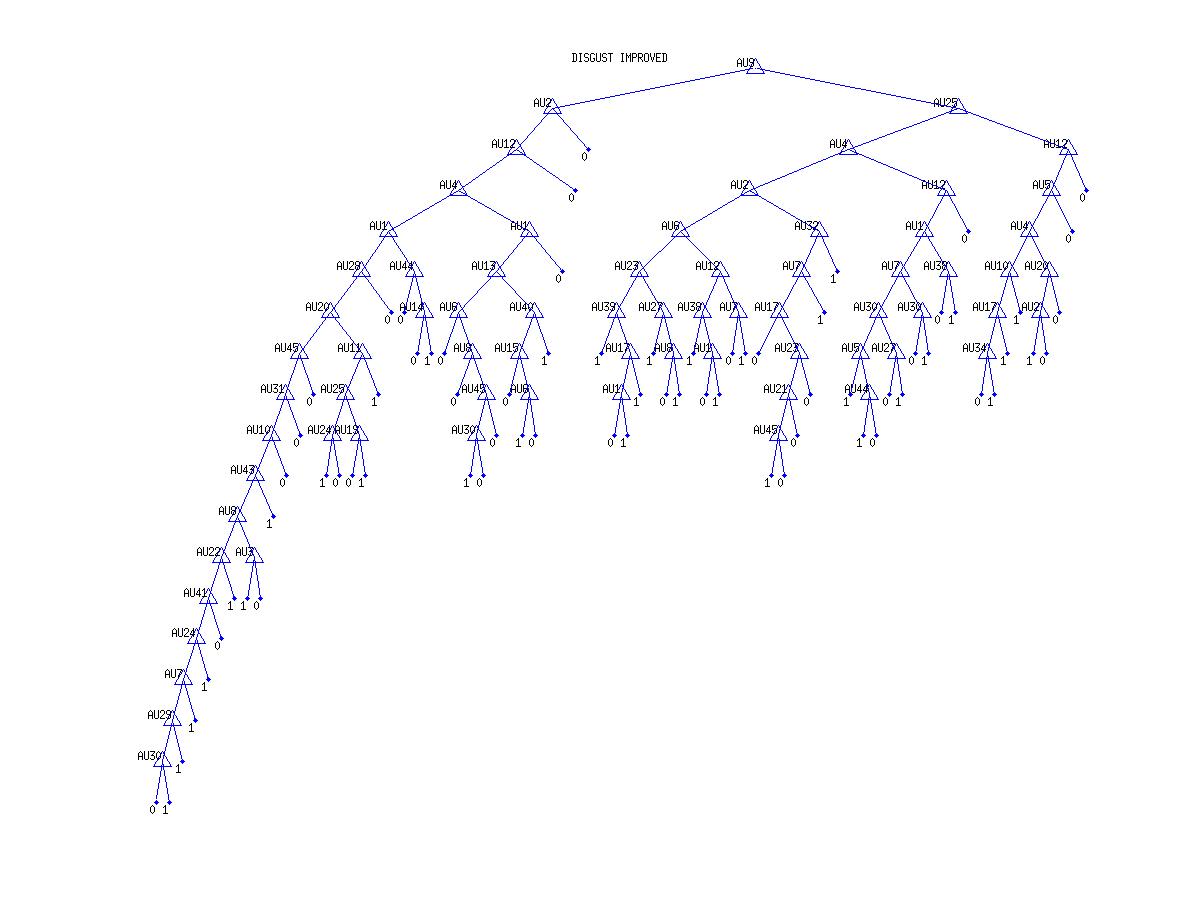 DISGUST IMPROVED
AU9
AU2 AU25
AU12 0 AU4 AU12
AU4 0 AU2 AU12 AU5 0
AU1 AU1 AU6 AU32 AU1 0 AU4 0
AU28 AU44 AU13 0 AU23 AU12 AU7 1 AU7 AU38 AU10 AU20
AU20 0 0 AU14 AU6 AU40 AU39 AU27 AU38 AU7 AU17 1 AU30 AU30 0 1 AU17 1 AU2 0
AU45 AU11 0 1 0 AU8 AU15 1 1 AU17 1 AU8 1 AU1 0 1 0 AU23 AU5 AU27 0 1 AU34 1 1 0
AU31 0 AU25 1 0 AU45 0 AU6 AU1 1 0 1 0 1 AU21 0 1 AU44 0 1 0 1
AU10 0 AU24 AU19 AU30 0 1 0 0 1 AU45 0 1 0
AU43 0 1 0 0 1 1 0 1 0
AU8 1
AU22 AU3
AU41 1 1 0
AU24 0
AU7 1
AU29 1
AU30 1
0 1